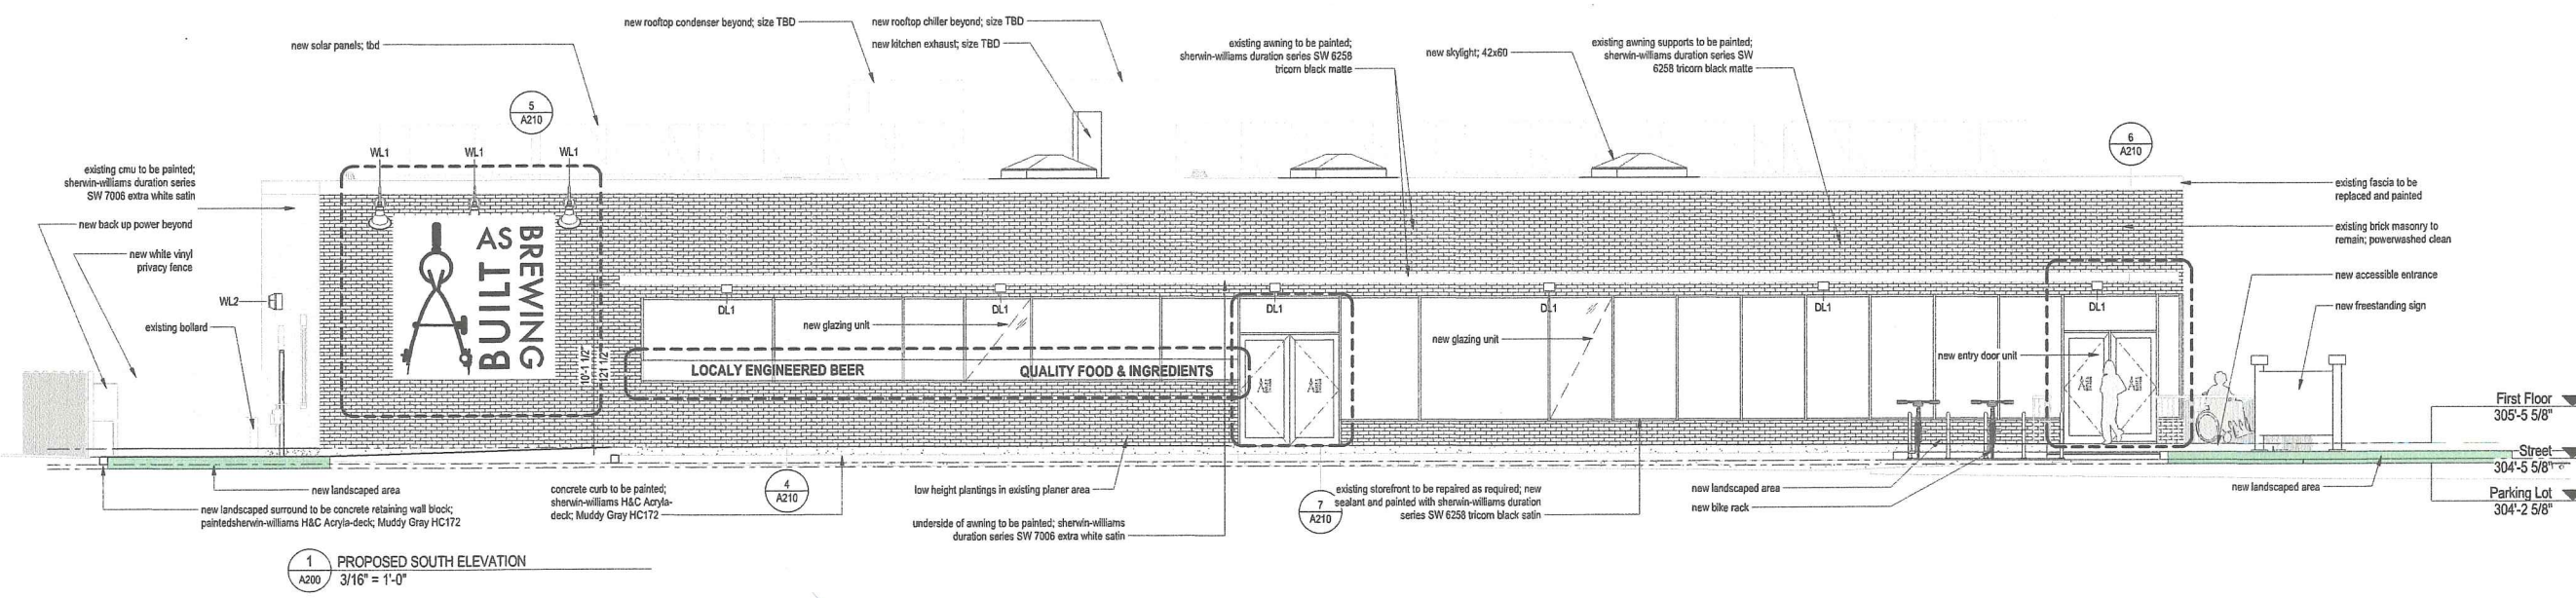 new rooftop condenser beyond; size TBD
new rooftop chiller beyond; size TBD
new solar panels; tbd
new kitchen exhaust; size TBD
existing awning to be painted;
sherwin-williams duration series SW 6258
tricorn black matte
new skylight; 42x60
existing awning supports to be painted;
sherwin-williams duration series SW
6258 tricorn black matte
5
A210
6
A210
WL1
WL1
WL1
existing cmu to be painted;
sherwin-williams duration series
SW 7006 extra white satin
new back up power beyond
new white vinyl
privacy fence
WL2
existing bollard
BUILT AS
BREWING
10'-1 1/2"
121 1/2"
existing fascia to be
replaced and painted
existing brick masonry to
remain; powerwashed clean
new accessible entrance
new freestanding sign
DL1
DL1
DL1
DL1
DL1
DL1
new glazing unit
new glazing unit
new entry door unit
LOCALY ENGINEERED BEER
QUALITY FOOD & INGREDIENTS
First Floor
305'-5 5/8"
Street
304'-5 5/8"
Parking Lot
304'-2 5/8"
new landscaped area
new landscaped surround to be concrete retaining wall block;
paintedsherwin-williams H&C Acryla-deck; Muddy Gray HC172
concrete curb to be painted;
sherwin-williams H&C Acryla-
deck; Muddy Gray HC172
4
A210
low height plantings in existing planer area
underside of awning to be painted; sherwin-williams
duration series SW 7006 extra white satin
7
A210
existing storefront to be repaired as required; new
sealant and painted with sherwin-williams duration
series SW 6258 tricorn black satin
new landscaped area
new bike rack
new landscaped area
1
A200
PROPOSED SOUTH ELEVATION
3/16" = 1'-0"